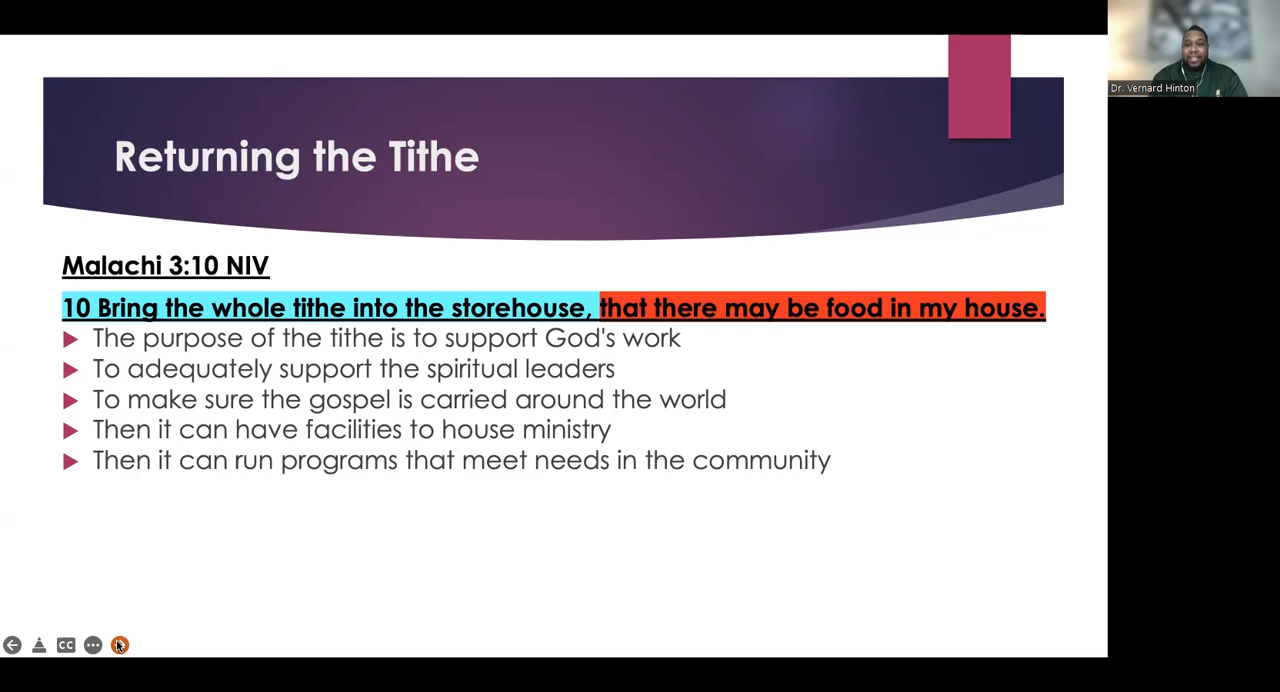 Returning the Tithe
Malachi 3:10 NIV
10 Bring the whole tithe into the storehouse, that there may be food in my house.
The purpose of the tithe is to support God's work
To adequately support the spiritual leaders
To make sure the gospel is carried around the world
Then it can have facilities to house ministry
Then it can run programs that meet needs in the community
CC
Dr. Vernard Hinton